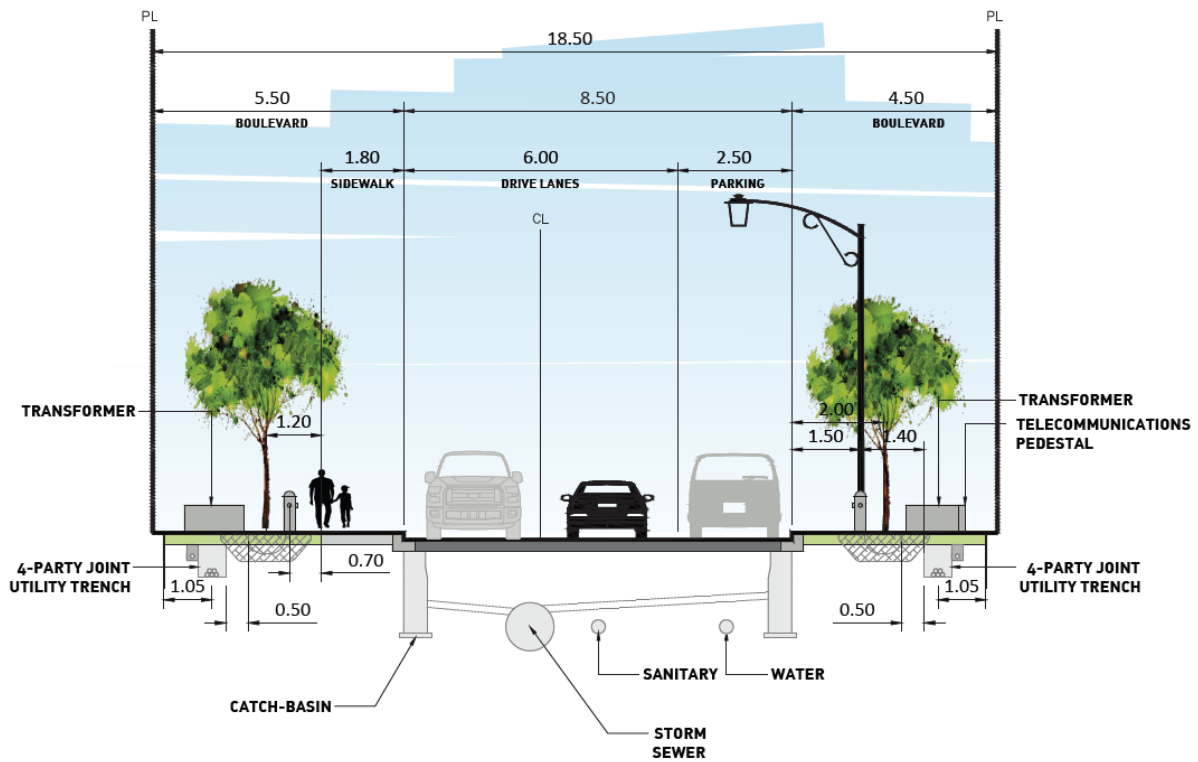 PL
PL
18.50
5.50
8.50
4.50
BOULEVARD
BOULEVARD
1.80
6.00
2.50
SIDEWALK
DRIVE LANES
PARKING
CL
TRANSFORMER
1.20
2.00
1.50
1.40
TRANSFORMER
TELECOMMUNICATIONS
PEDESTAL
4-PARTY JOINT
UTILITY TRENCH
1.05
0.70
0.50
0.50
1.05
4-PARTY JOINT
UTILITY TRENCH
SANITARY
WATER
CATCH-BASIN
STORM
SEWER